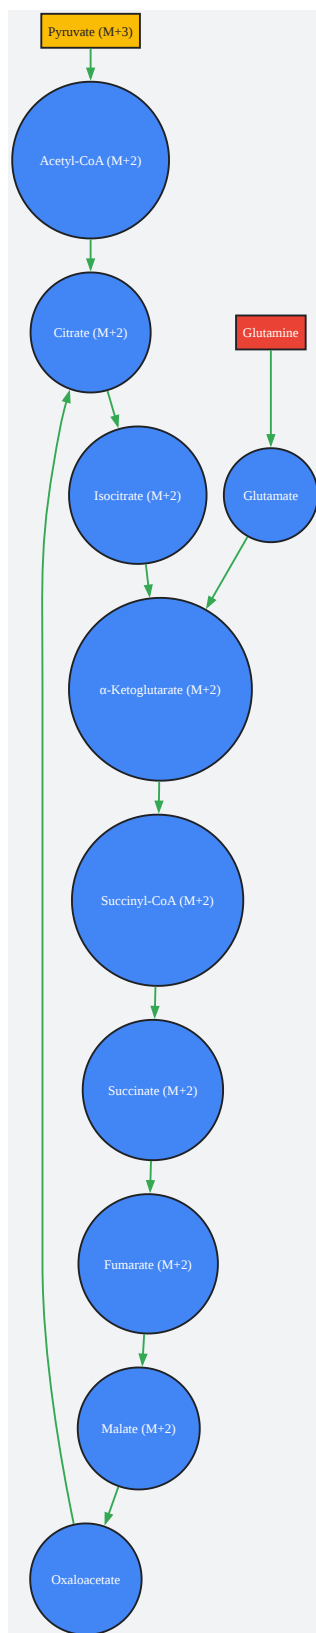 Pyruvate (M+3)
Acetyl-CoA (M+2)
Citrate (M+2)
Glutamine
Isocitrate (M+2)
Glutamate
α-Ketoglutarate (M+2)
Succinyl-CoA (M+2)
Succinate (M+2)
Fumarate (M+2)
Malate (M+2)
Oxaloacetate